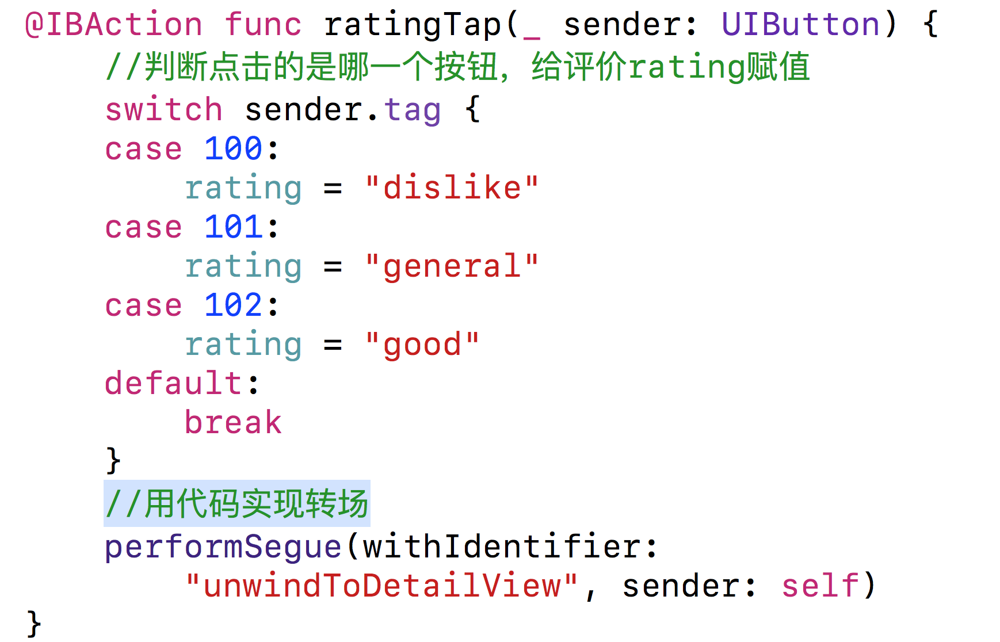 @IBAction func ratingTap(_ sender: UIButton) {
//判断点击的是哪一个按钮，给评价rating赋值
switch sender.tag {
case 100:
rating = "dislike"
case 101:
rating = "general"
case 102:
rating = "good"
default:
break
}
//用代码实现转场
performSegue(withIdentifier:
"unwindToDetailView", sender: self)
}